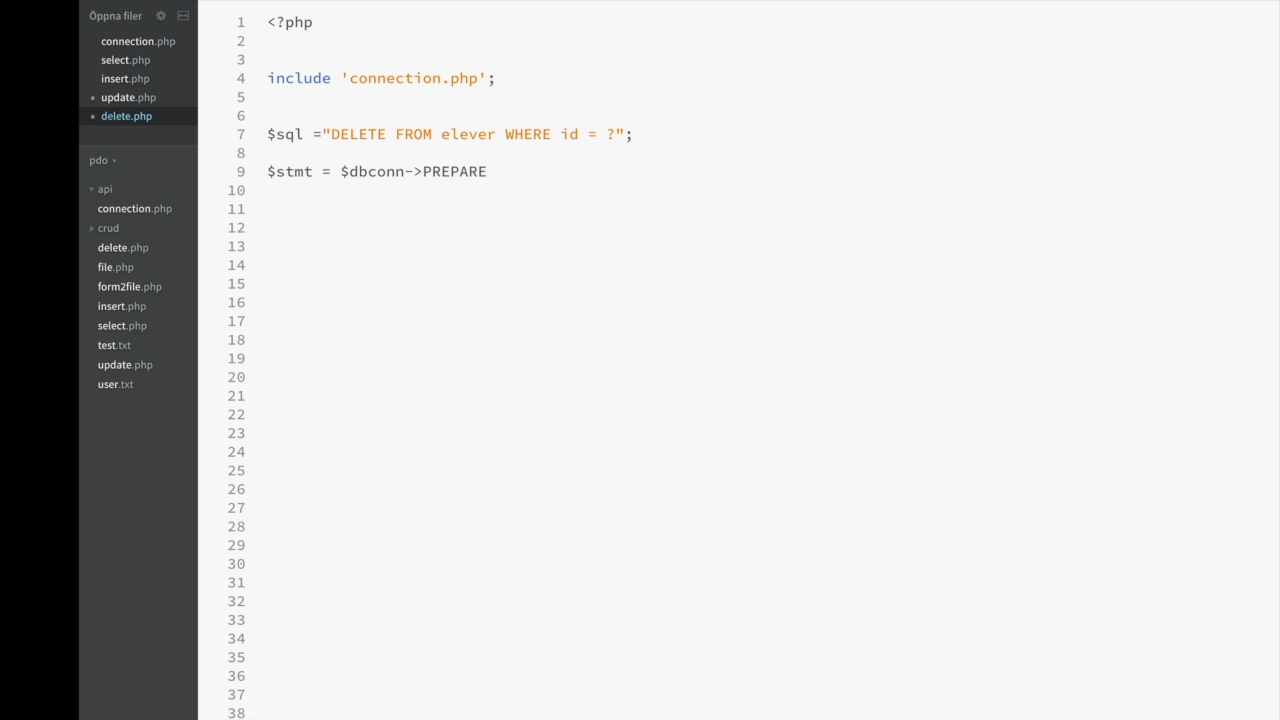 Öppna filer
connection.php
select.php
insert.php
update.php
delete.php
pdo
api
connection.php
crud
delete.php
file.php
form2file.php
insert.php
select.php
test.txt
update.php
user.txt
1 <?php
2
3
4 include 'connection.php';
5
6
7 $sql ="DELETE FROM elever WHERE id = ?";
8
9 $stmt = $dbconn->PREPARE
10
11
12
13
14
15
16
17
18
19
20
21
22
23
24
25
26
27
28
29
30
31
32
33
34
35
36
37
38